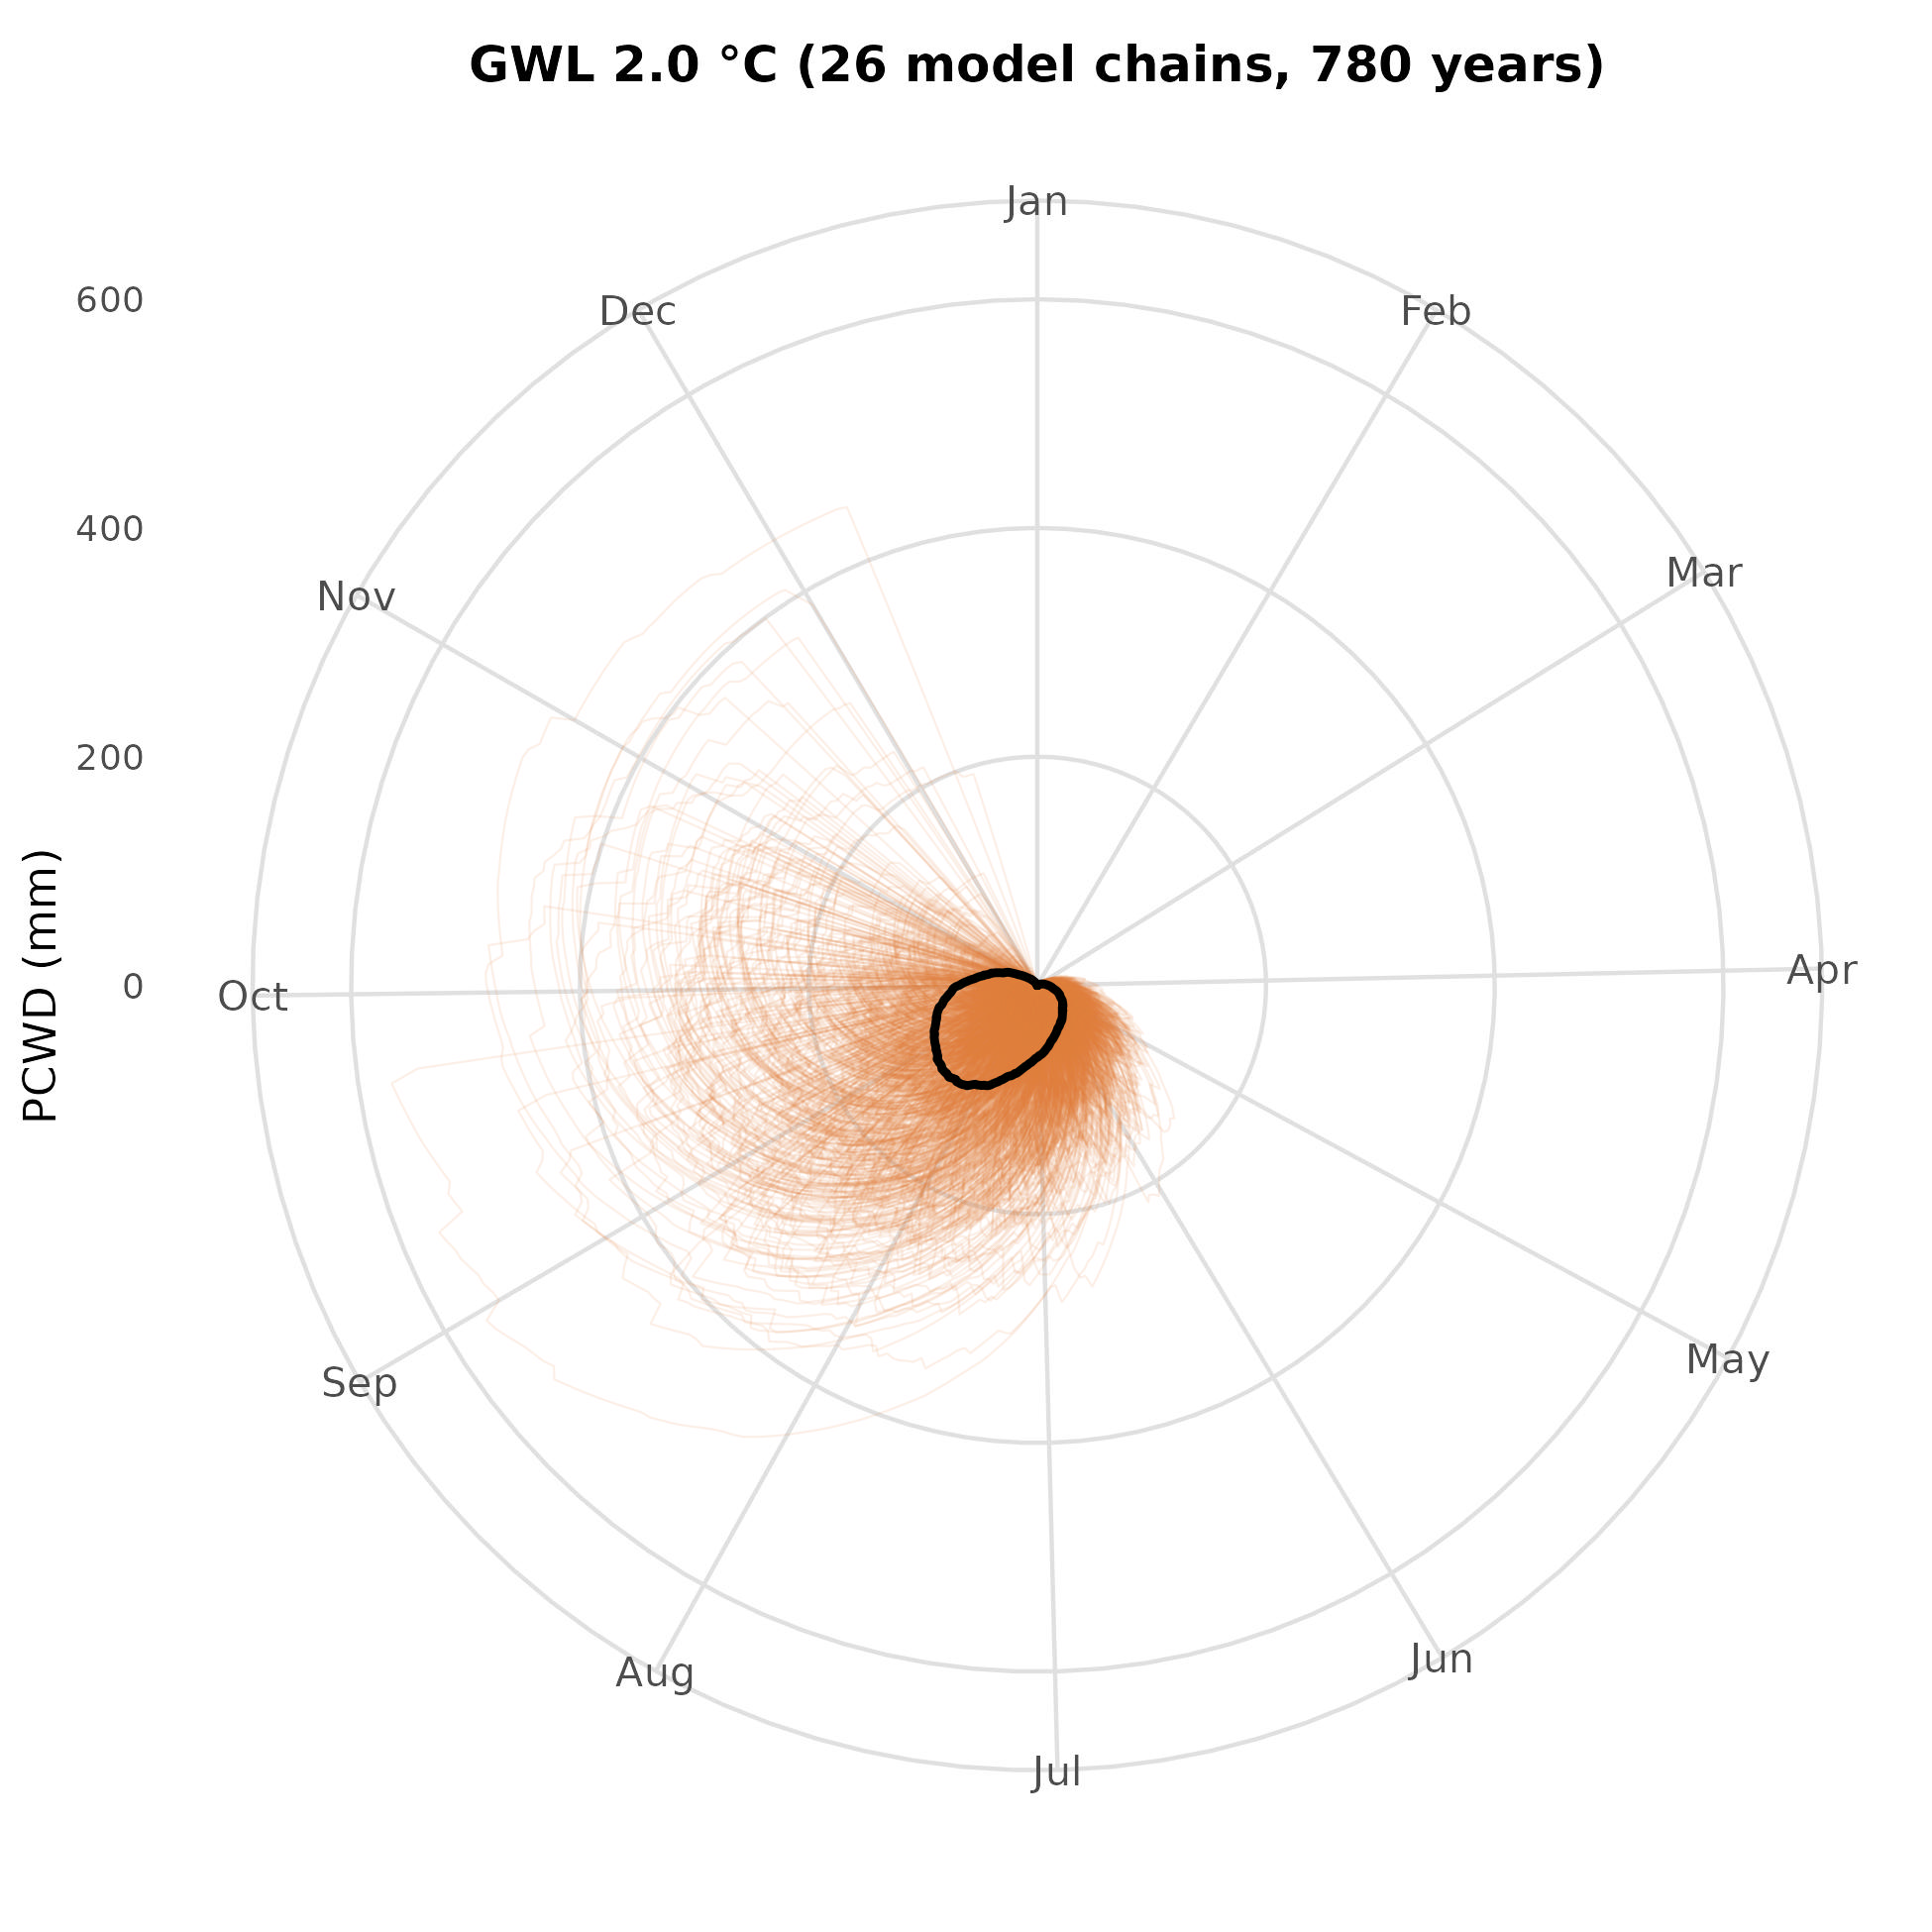 GWL 2.0 °C (26 model chains, 780 years)
Jan
Feb
Mar
Apr
May
Jun
Jul
Aug
Sep
Oct
Nov
Dec
600
400
200
0
PCWD (mm)